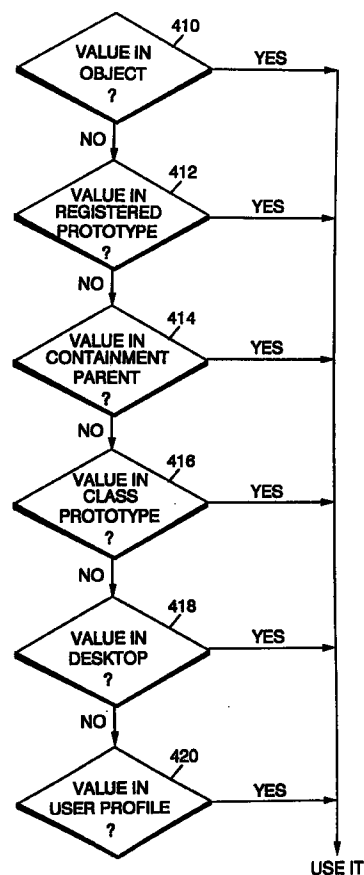 410
VALUE IN
OBJECT
?
YES
NO
412
VALUE IN
REGISTERED
PROTOTYPE
?
YES
NO
414
VALUE IN
CONTAINMENT
PARENT
?
YES
NO
416
VALUE IN
CLASS
PROTOTYPE
?
YES
NO
418
VALUE IN
DESKTOP
?
YES
NO
420
VALUE IN
USER PROFILE
?
YES
USE IT